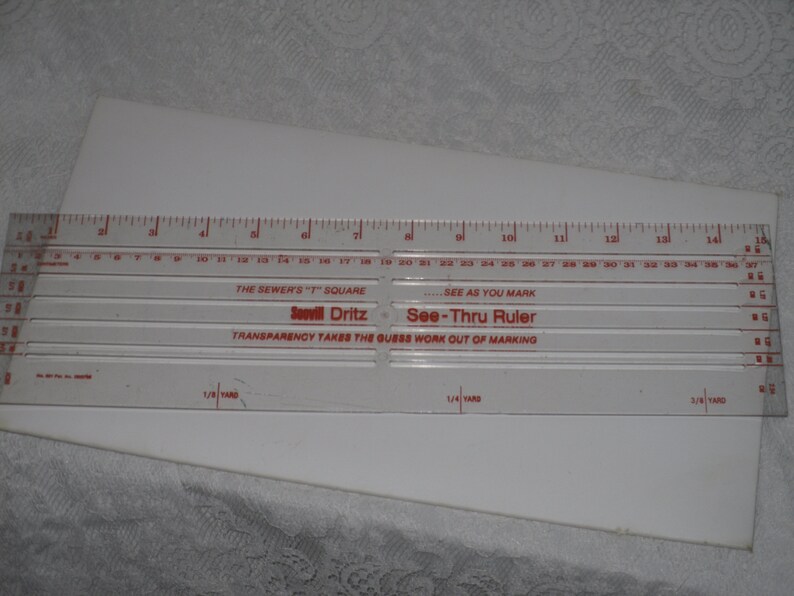 1 2 3 4 5 6 7 8 9 10 11 12 13 14 15
2 3 4 5 6 7 8 9 10 11 12 13 14 15 16 17 18 19 20 21 22 23 24 25 26 27 28 29 30 31 32 33 34 35 36 37
THE SEWER'S "T" SQUARE .....SEE AS YOU MARK
Scovill Dritz See-Thru Ruler
TRANSPARENCY TAKES THE GUESS WORK OUT OF MARKING
1/8 YARD 1/4 YARD 3/8 YARD